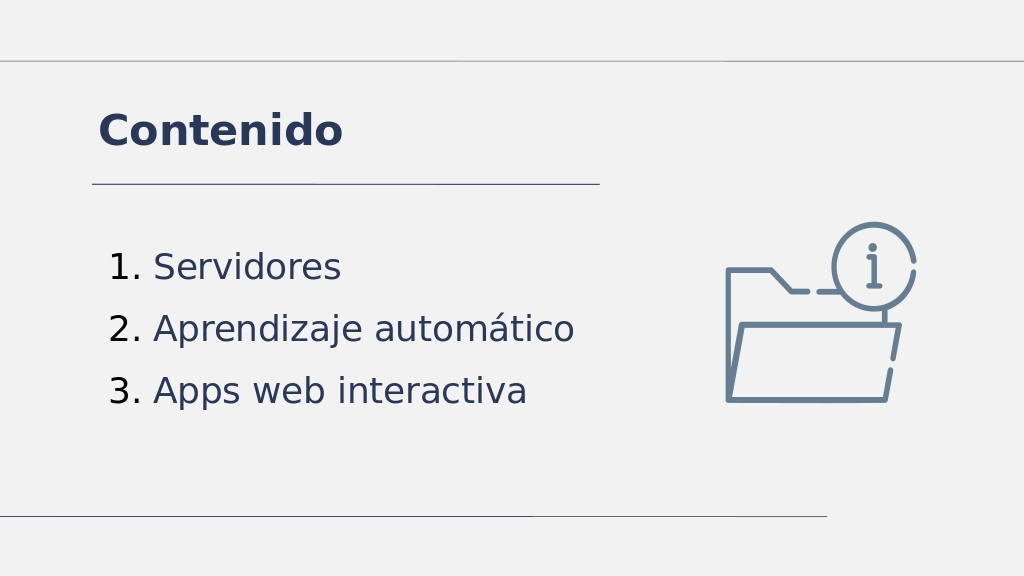 Contenido
1. Servidores
2. Aprendizaje automático
3. Apps web interactiva
i